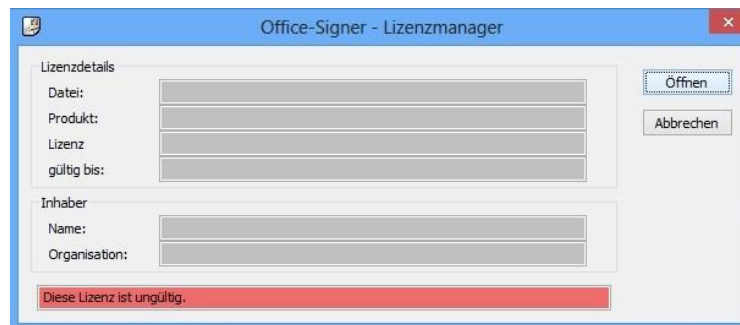 Office-Signer - Lizenzmanager
Lizenzdetails
Datei:
Produkt:
Lizenz
gültig bis:
Inhaber
Name:
Organisation:
Diese Lizenz ist ungültig.
Öffnen
Abbrechen